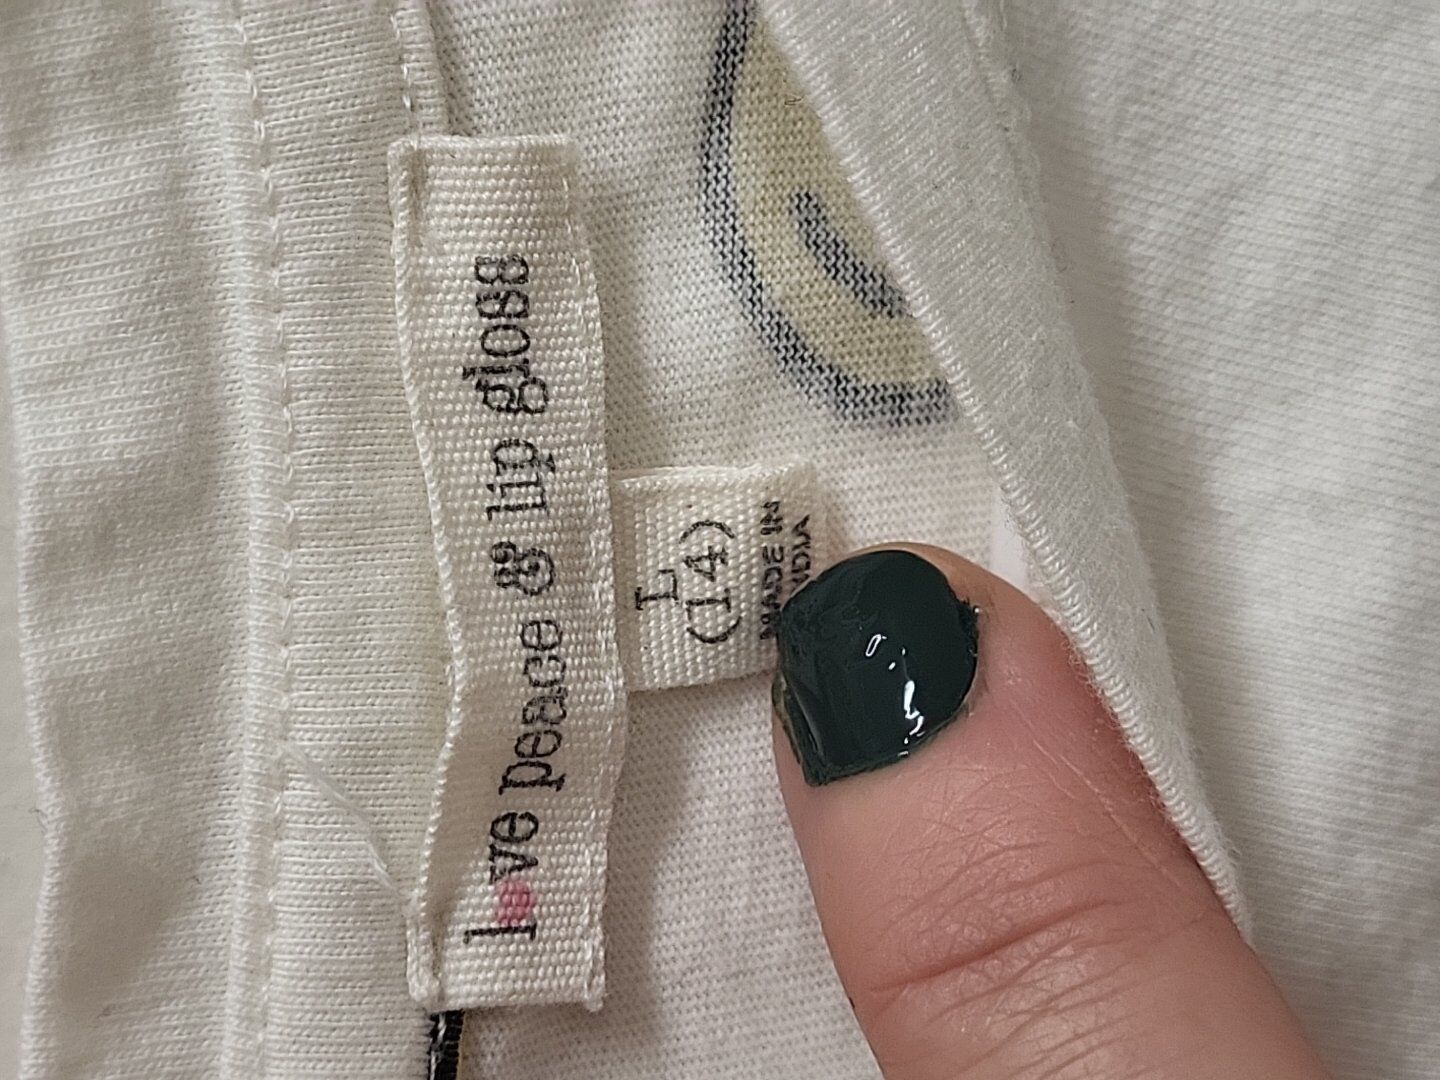 love peace & lip gloss
L
(14)
MADE IN
INDIA